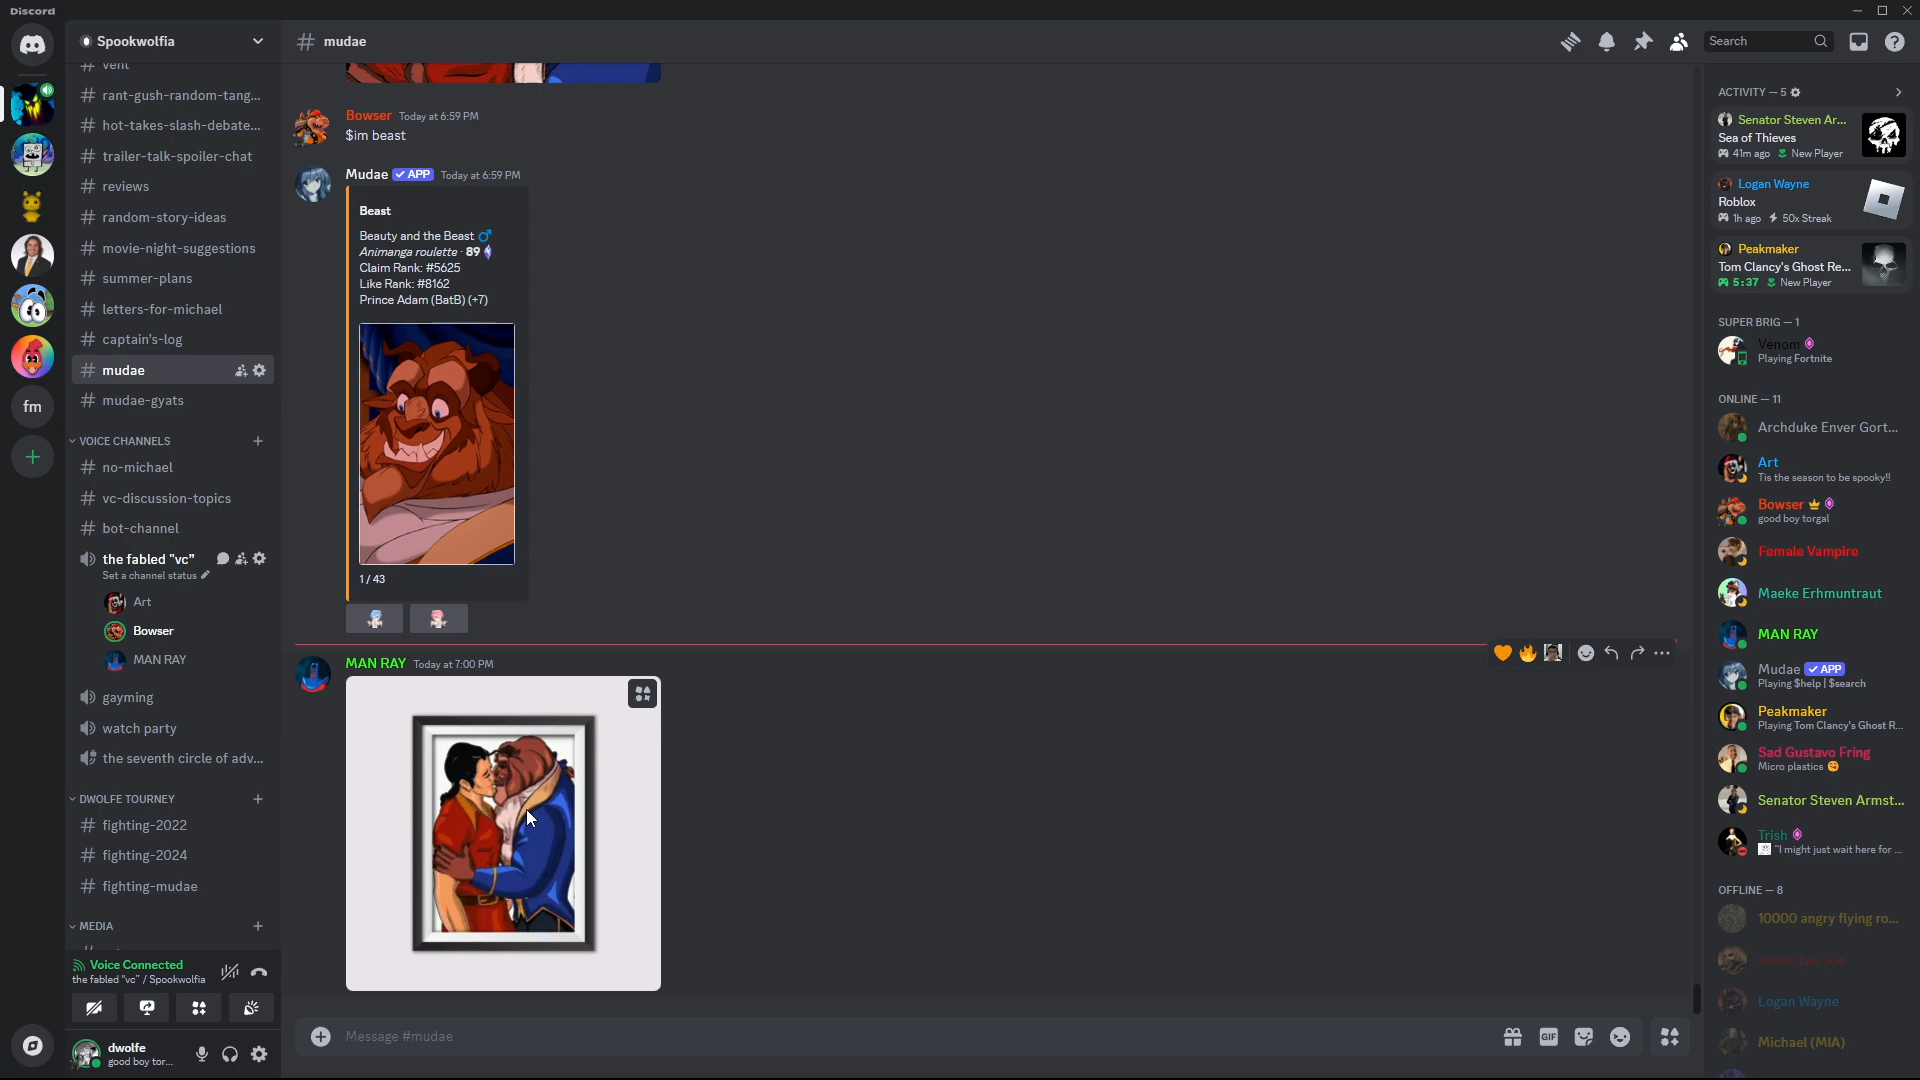 Discord
Spookwolfia
mudae
Search
vent
rant-gush-random-tang...
hot-takes-slash-debate...
trailer-talk-spoiler-chat
reviews
random-story-ideas
movie-night-suggestions
summer-plans
letters-for-michael
captain's-log
mudae
mudae-gyats
VOICE CHANNELS
no-michael
vc-discussion-topics
bot-channel
the fabled "vc"
Set a channel status
Art
Bowser
MAN RAY
gayming
watch party
the seventh circle of adv...
DWOLFE TOURNEY
fighting-2022
fighting-2024
fighting-mudae
MEDIA
Voice Connected
the fabled "vc" / Spookwolfia
dwolfe
good boy tor...
fm
Bowser Today at 6:59 PM
$im beast
Mudae APP Today at 6:59 PM
Beast
Beauty and the Beast
Animanga roulette · 89
Claim Rank: #5625
Like Rank: #8162
Prince Adam (BatB) (+7)
1 / 43
MAN RAY Today at 7:00 PM
Message #mudae
GIF
ACTIVITY — 5
Senator Steven Ar...
Sea of Thieves
41m ago New Player
Logan Wayne
Roblox
1h ago 50x Streak
Peakmaker
Tom Clancy's Ghost Re...
5:37 New Player
SUPER BRIG — 1
Venom
Playing Fortnite
ONLINE — 11
Archduke Enver Gort...
Art
Tis the season to be spooky!!
Bowser
good boy torgal
Female Vampire
Maeke Erhmuntraut
MAN RAY
Mudae APP
Playing $help | $search
Peakmaker
Playing Tom Clancy's Ghost R...
Sad Gustavo Fring
Micro plastics
Senator Steven Armst...
Trish
"I might just wait here for ...
OFFLINE — 8
10000 angry flying ro...
Immortan Joe
Logan Wayne
Michael (MIA)